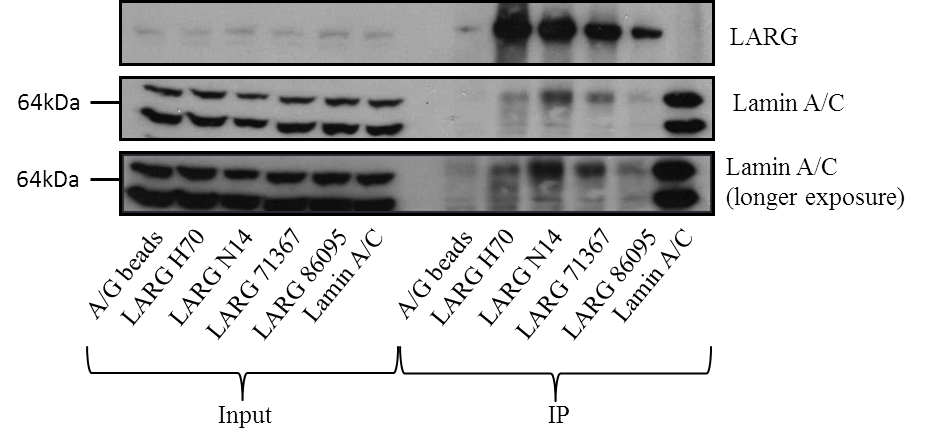 LARG
64kDa
Lamin A/C
64kDa
Lamin A/C
(longer exposure)
A/G beads
LARG H70
LARG N14
LARG 71367
LARG 86095
Lamin A/C
A/G beads
LARG H70
LARG N14
LARG 71367
LARG 86095
Lamin A/C
Input
IP